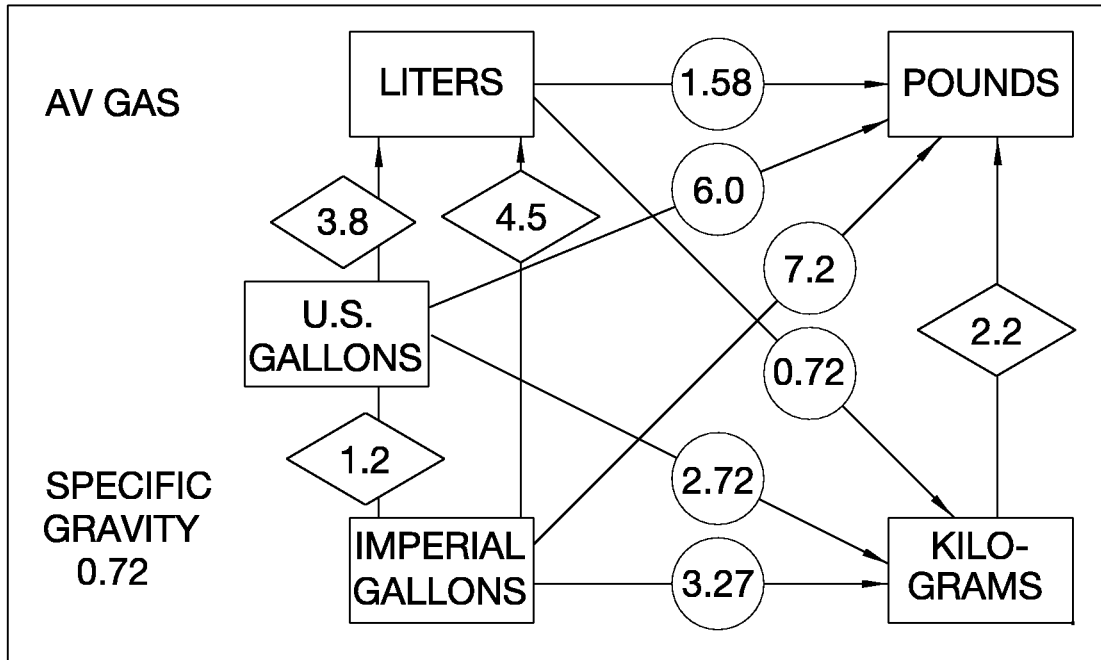 AV GAS
LITERS
1.58
POUNDS
3.8
4.5
6.0
7.2
U.S.
GALLONS
2.2
0.72
1.2
2.72
SPECIFIC
GRAVITY
0.72
IMPERIAL
GALLONS
3.27
KILO-
GRAMS